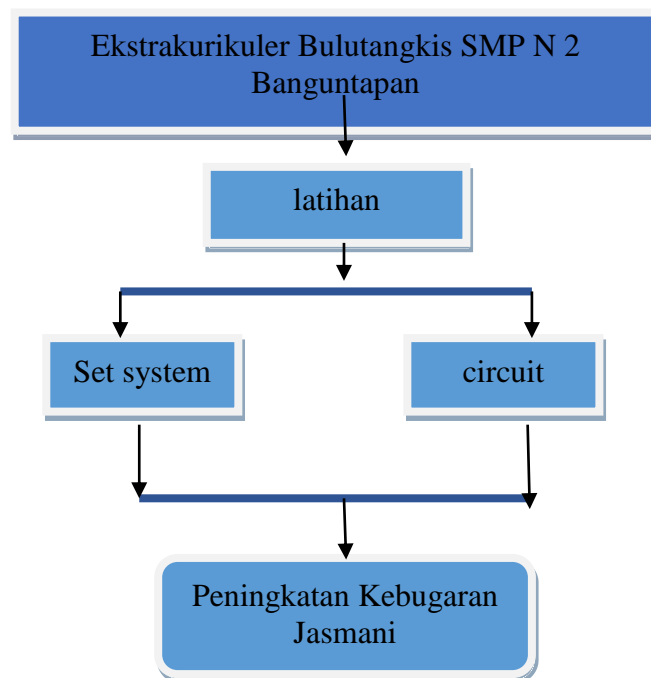 Ekstrakurikuler Bulutangkis SMP N 2
Banguntapan
latihan
Set system
circuit
Peningkatan Kebugaran
Jasmani